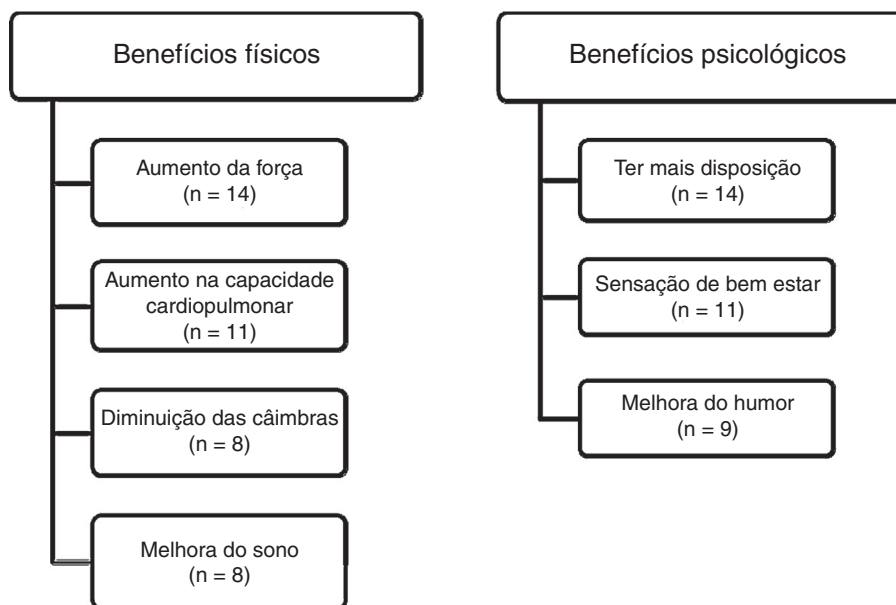 Benefícios físicos
Aumento da força
(n = 14)
Aumento na capacidade
cardiopulmonar
(n = 11)
Diminuição das câimbras
(n = 8)
Melhora do sono
(n = 8)
Benefícios psicológicos
Ter mais disposição
(n = 14)
Sensação de bem estar
(n = 11)
Melhora do humor
(n = 9)